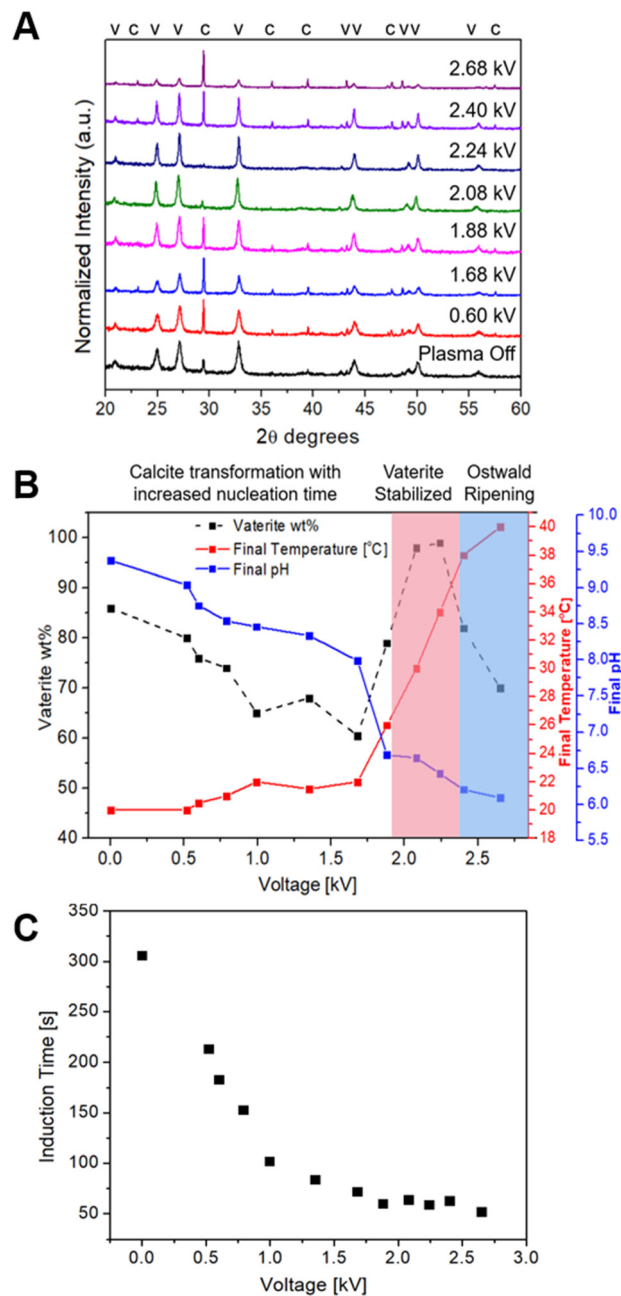 A
V C V V C V C C V V C V V V C
2.68 kV
2.40 kV
2.24 kV
2.08 kV
1.88 kV
1.68 kV
0.60 kV
Plasma Off
Normalized Intensity (a.u.)
20 25 30 35 40 45 50 55 60
2θ degrees
B
Calcite transformation with
increased nucleation time
Vaterite
Stabilized
Ostwald
Ripening
Vaterite wt%
Final Temperature [°C]
Final pH
Vaterite wt%
100
90
80
70
60
50
40
0.0 0.5 1.0 1.5 2.0 2.5
Voltage [kV]
40
38
36
34
32
30
28
26
24
22
20
18
Final Temperature [°C]
10.0
9.5
9.0
8.5
8.0
7.5
7.0
6.5
6.0
5.5
Final pH
C
Induction Time [s]
350
300
250
200
150
100
50
0.0 0.5 1.0 1.5 2.0 2.5 3.0
Voltage [kV]